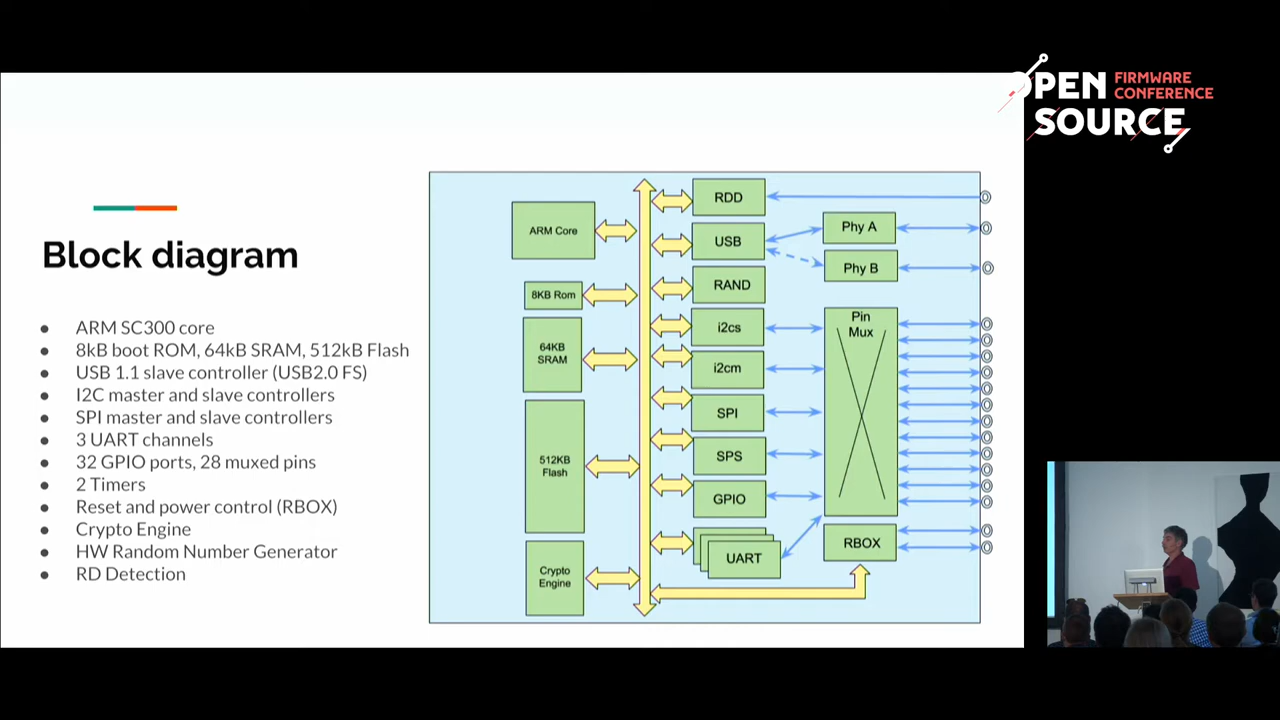 OPEN FIRMWARE
CONFERENCE
SOURCE
Block diagram
● ARM SC300 core
● 8kB boot ROM, 64kB SRAM, 512kB Flash
● USB 1.1 slave controller (USB2.0 FS)
● I2C master and slave controllers
● SPI master and slave controllers
● 3 UART channels
● 32 GPIO ports, 28 muxed pins
● 2 Timers
● Reset and power control (RBOX)
● Crypto Engine
● HW Random Number Generator
● RD Detection
ARM Core
8KB Rom
64KB
SRAM
512KB
Flash
Crypto
Engine
RDD
USB
RAND
i2cs
i2cm
SPI
SPS
GPIO
UART
Phy A
Phy B
Pin
Mux
RBOX